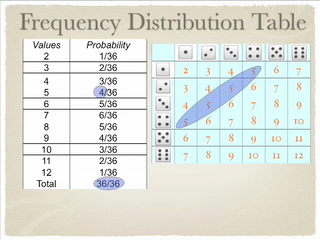 Frequency Distribution Table
Values Probability
2 1/36
3 2/36
4 3/36
5 4/36
6 5/36
7 6/36
8 5/36
9 4/36
10 3/36
11 2/36
12 1/36
Total 36/36
2 3 4 5 6 7
3 4 5 6 7 8
4 5 6 7 8 9
5 6 7 8 9 10
6 7 8 9 10 11
7 8 9 10 11 12